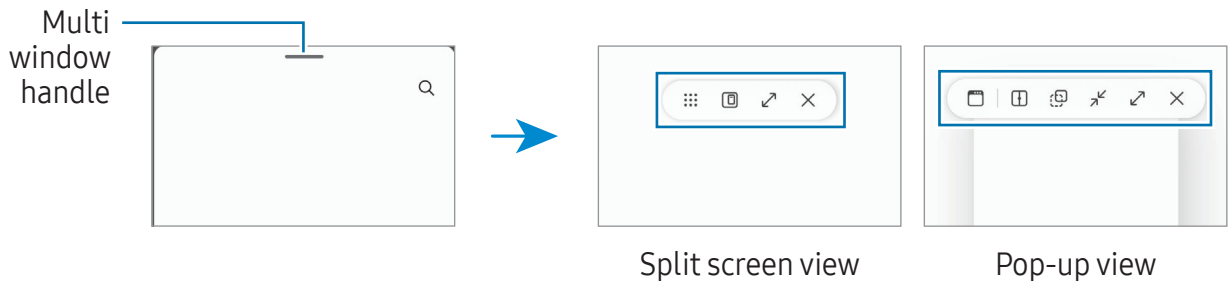 Multi
window
handle
Split screen view
Pop-up view